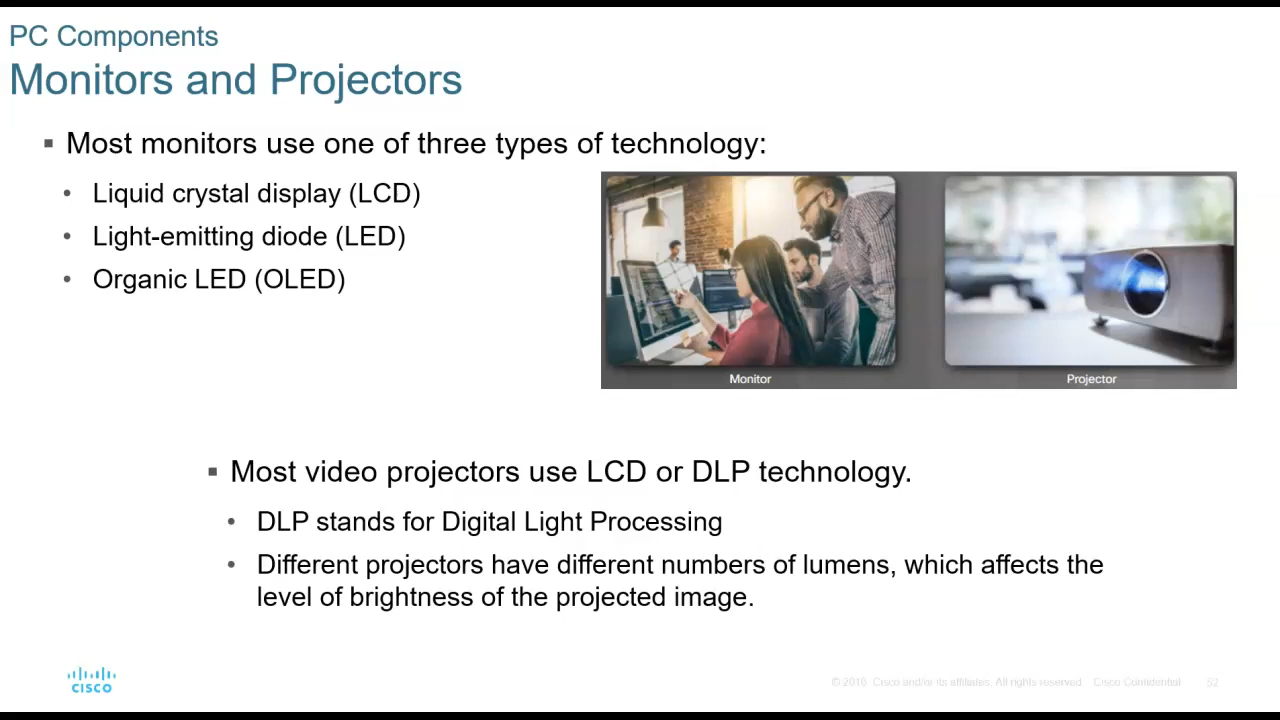 PC Components
Monitors and Projectors
▪ Most monitors use one of three types of technology:
• Liquid crystal display (LCD)
• Light-emitting diode (LED)
• Organic LED (OLED)
Monitor
Projector
▪ Most video projectors use LCD or DLP technology.
• DLP stands for Digital Light Processing
• Different projectors have different numbers of lumens, which affects the
level of brightness of the projected image.
CISCO
© 2016 Cisco and/or its affiliates. All rights reserved. Cisco Confidential 52